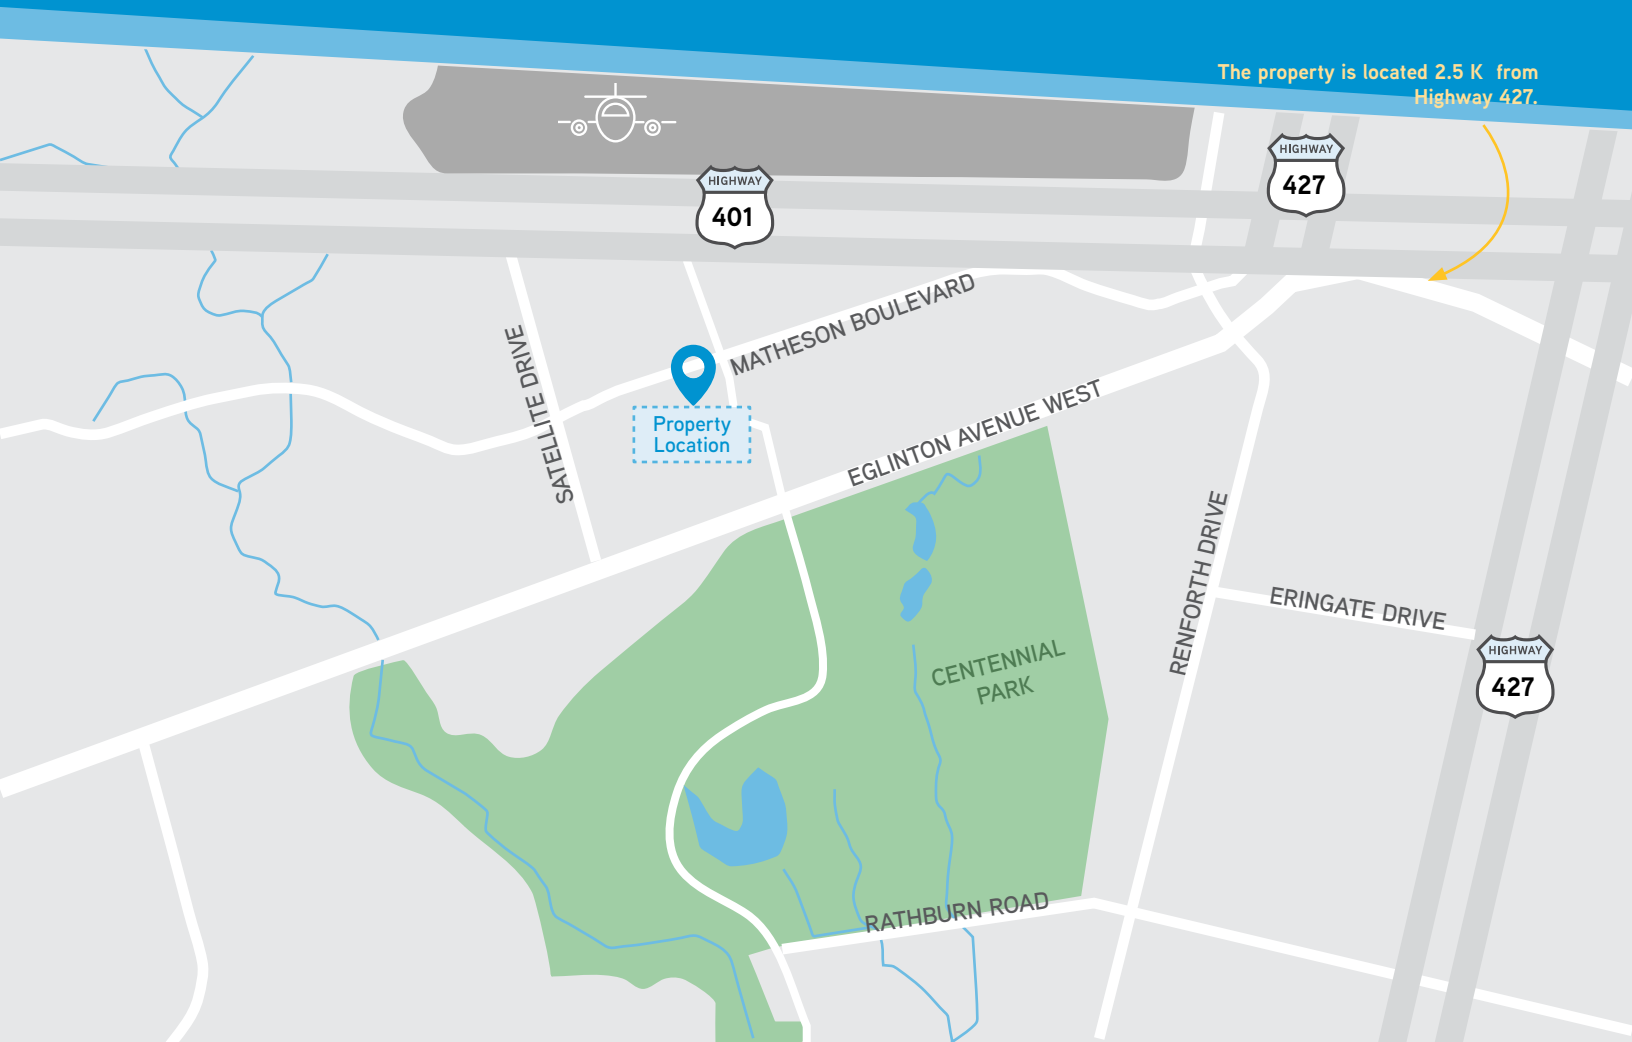 The property is located 2.5 K  from
Highway 427.
HIGHWAY
427
HIGHWAY
401
MATHESON BOULEVARD
SATELLITE DRIVE
Property
Location
EGLINTON AVENUE WEST
RENFORTH DRIVE
ERINGATE DRIVE
CENTENNIAL
PARK
HIGHWAY
427
RATHBURN ROAD